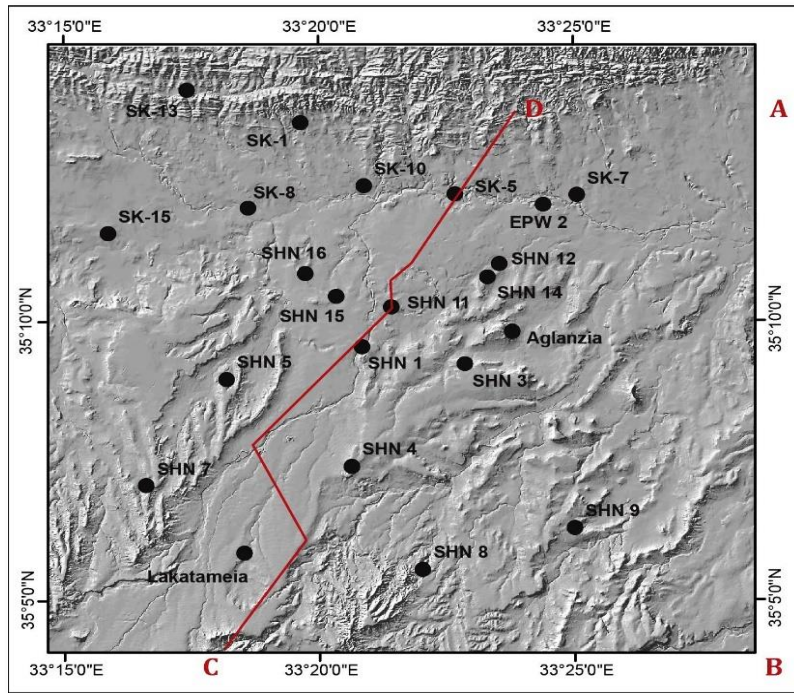 33°15'0"E 33°20'0"E 33°25'0"E
D
A
SK-13
SK-1
SK-10
SK-5
SK-7
SK-8
EPW 2
SK-15
SHN 16
SHN 12
SHN 14
SHN 15
SHN 11
35°10'0"N
35°10'0"N
Aglanzia
SHN 1
SHN 5
SHN 3
SHN 4
SHN 7
SHN 9
SHN 8
Lakatameia
35°5'0"N
35°5'0"N
33°15'0"E 33°20'0"E 33°25'0"E
C
B